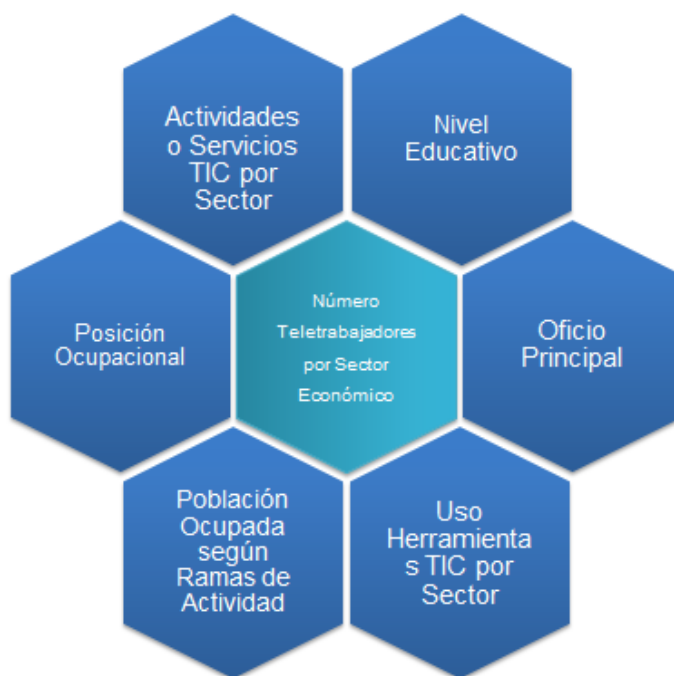 Actividades
o Servicios
TIC por
Sector
Nivel
Educativo
Posición
Ocupacional
Número
Teletrabajadores
por Sector
Económico
Oficio
Principal
Población
Ocupada
según
Ramas de
Actividad
Uso
Herramienta
s TIC por
Sector